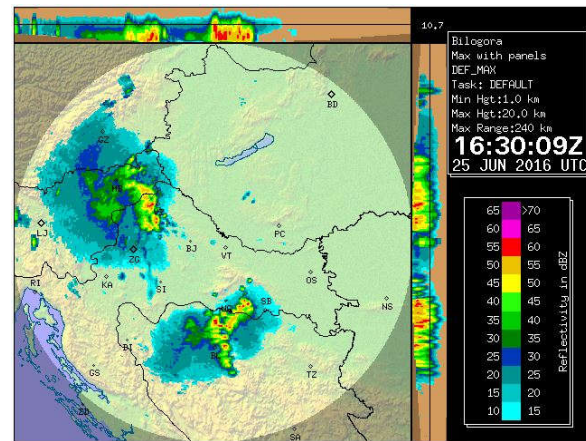 10.7
Bilogora
Max with panels
DEF_MAX
Task: DEFAULT
Min Hgt:1.0 km
Max Hgt:20.0 km
Max Range:240 km
16:30:09Z
25 JUN 2016 UTC
BD
GZ
LJ
ZG
BJ
VT
PC
RI
KA
SI
OS
NS
SB
BI
GS
TZ
ZD
SA
65 >70
60 65
55 60
50 55
45 50
40 45
35 40
30 35
25 30
20 25
15 20
10 15
Reflectivity in dBZ